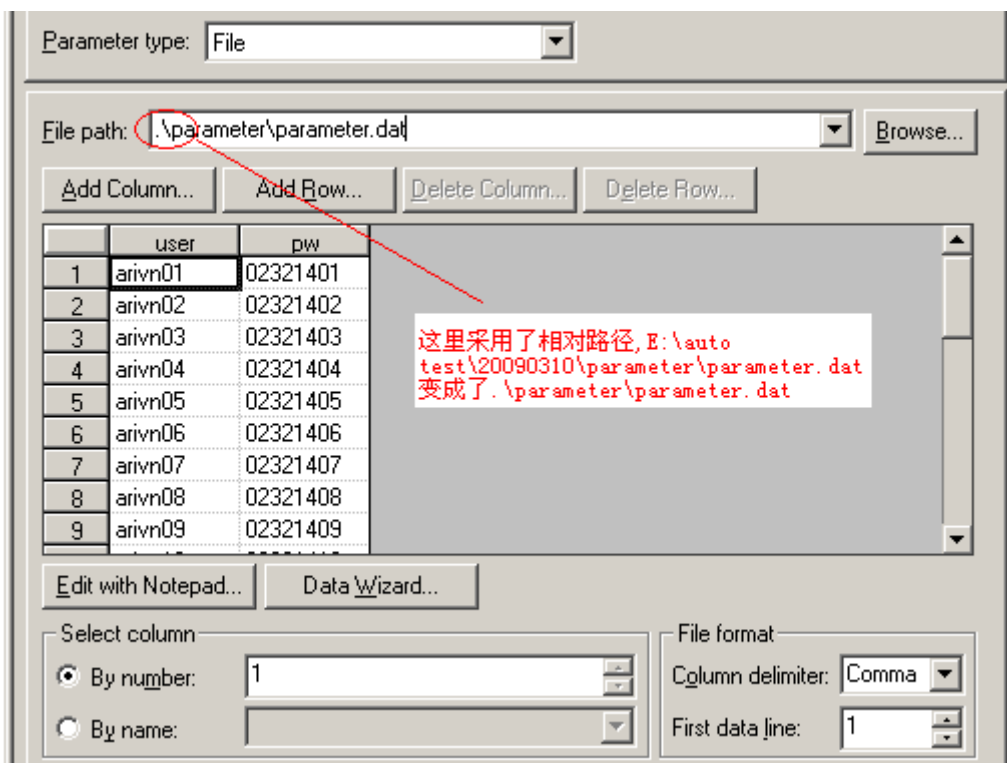 Parameter type: File
File path: .\parameter\parameter.dat Browse...
Add Column... Add Row... Delete Column... Delete Row...
user pw
1 arivn01 02321401
2 arivn02 02321402
3 arivn03 02321403
4 arivn04 02321404
5 arivn05 02321405
6 arivn06 02321406
7 arivn07 02321407
8 arivn08 02321408
9 arivn09 02321409
这里采用了相对路径,E:\auto
test\20090310\parameter\parameter.dat
变成了.\parameter\parameter.dat
Edit with Notepad... Data Wizard...
Select column
By number: 1
By name:
File format
Column delimiter: Comma
First data line: 1